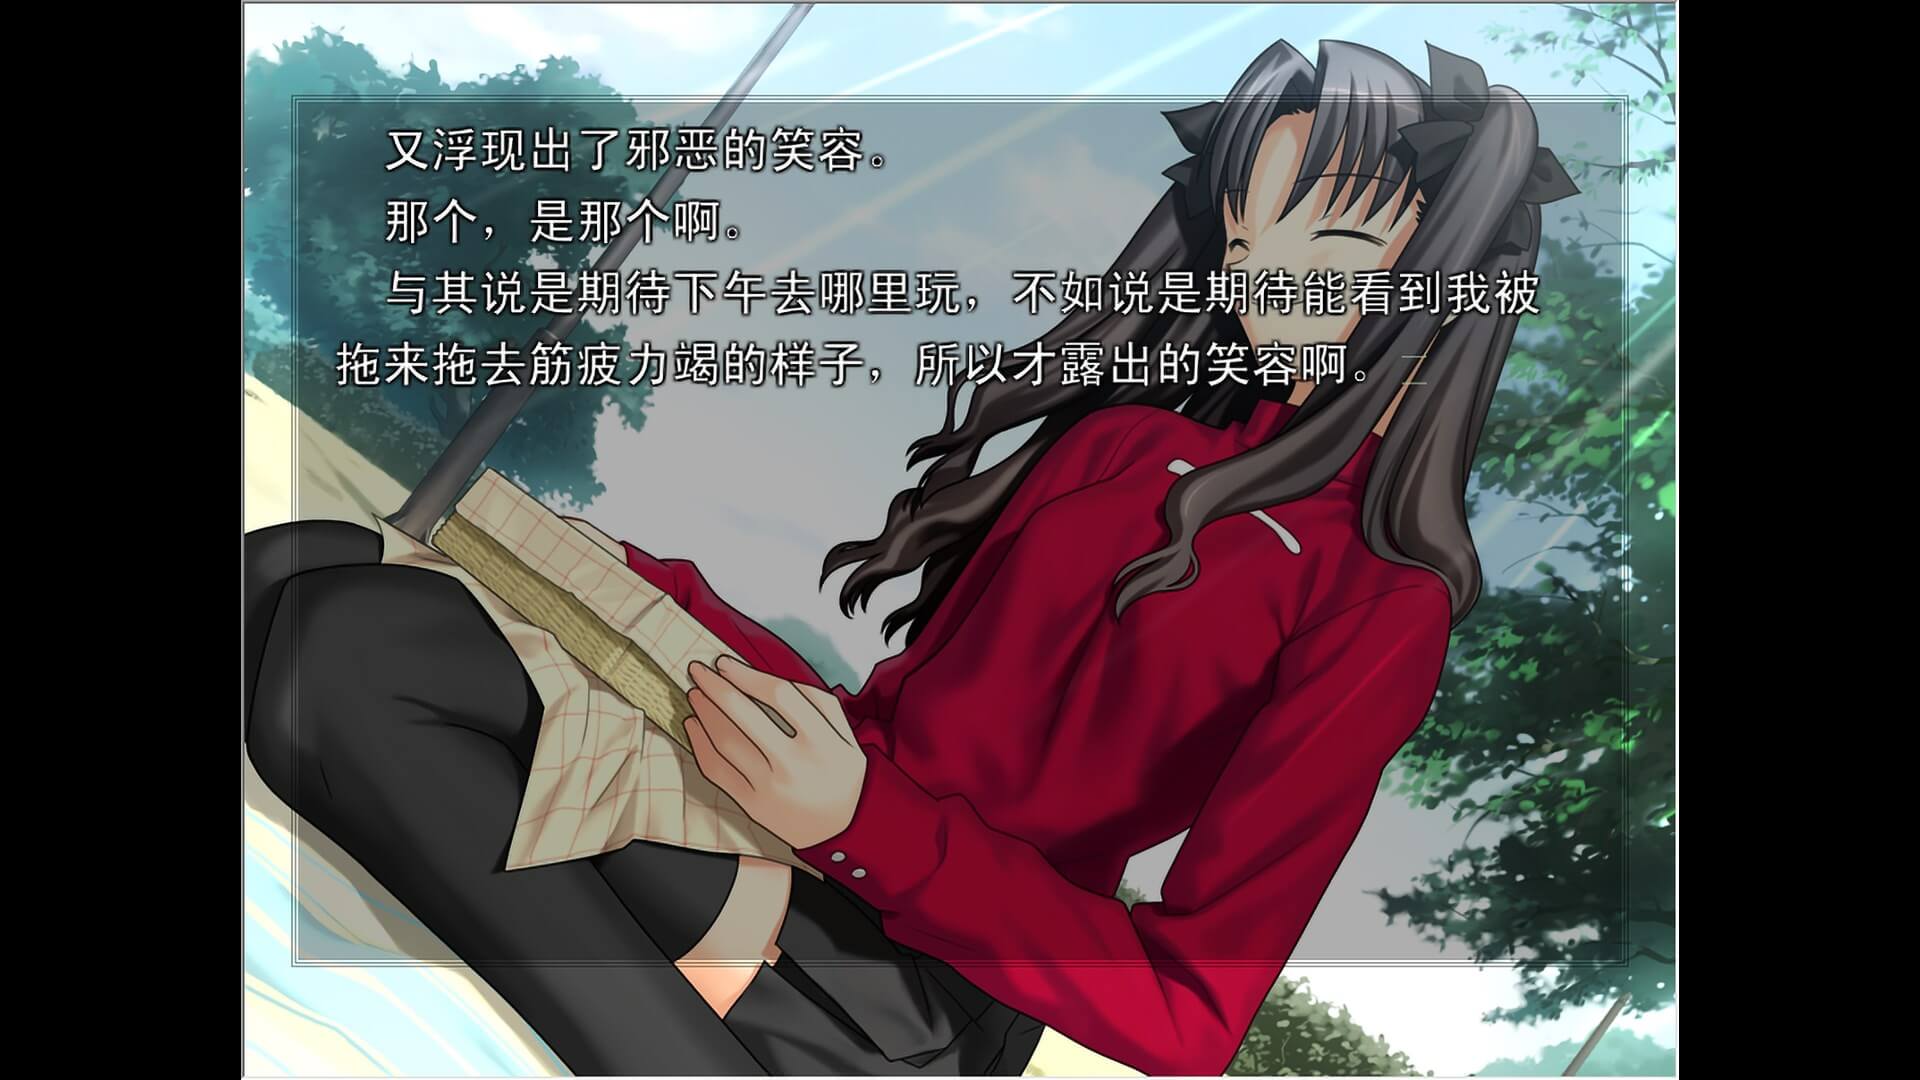 又浮现出了邪恶的笑容。
那个，是那个啊。
与其说是期待下午去哪里玩，不如说是期待能看到我被
拖来拖去筋疲力竭的样子，所以才露出的笑容啊。